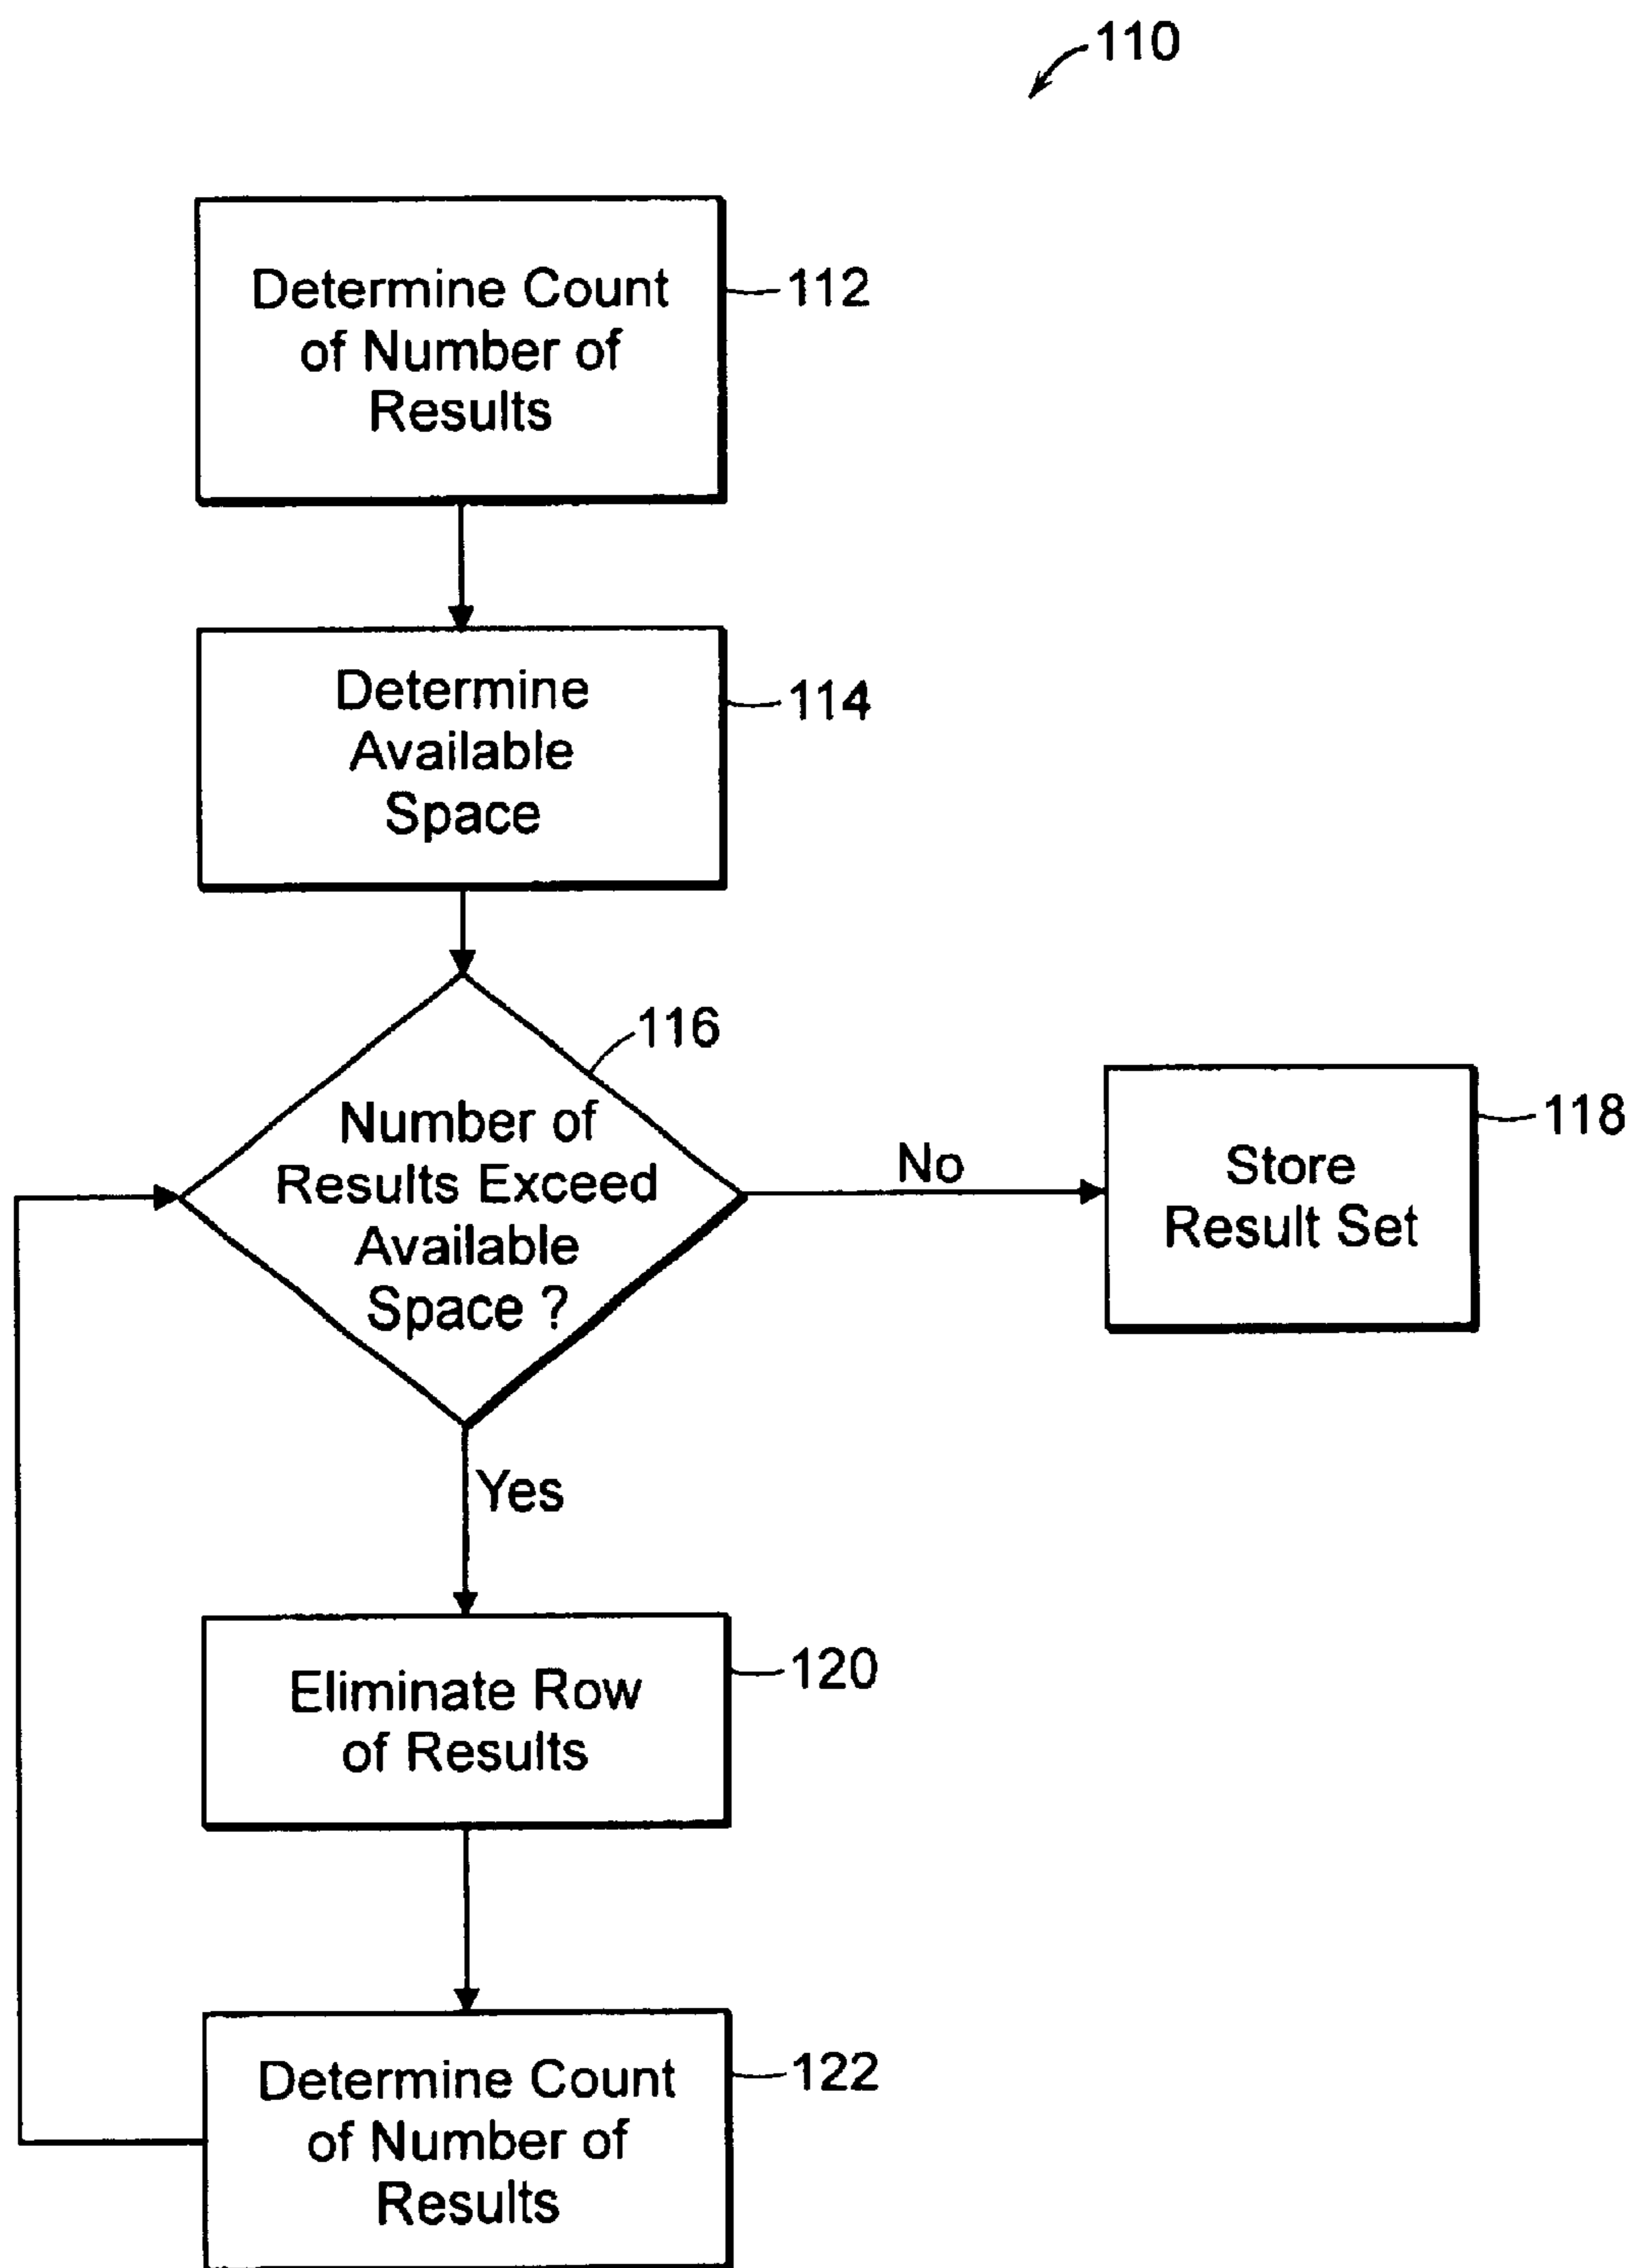 110
Determine Count
of Number of
Results
112
Determine
Available
Space
114
116
Number of
Results Exceed
Available
Space ?
No
Store
Result Set
118
Yes
Eliminate Row
of Results
120
Determine Count
of Number of
Results
122